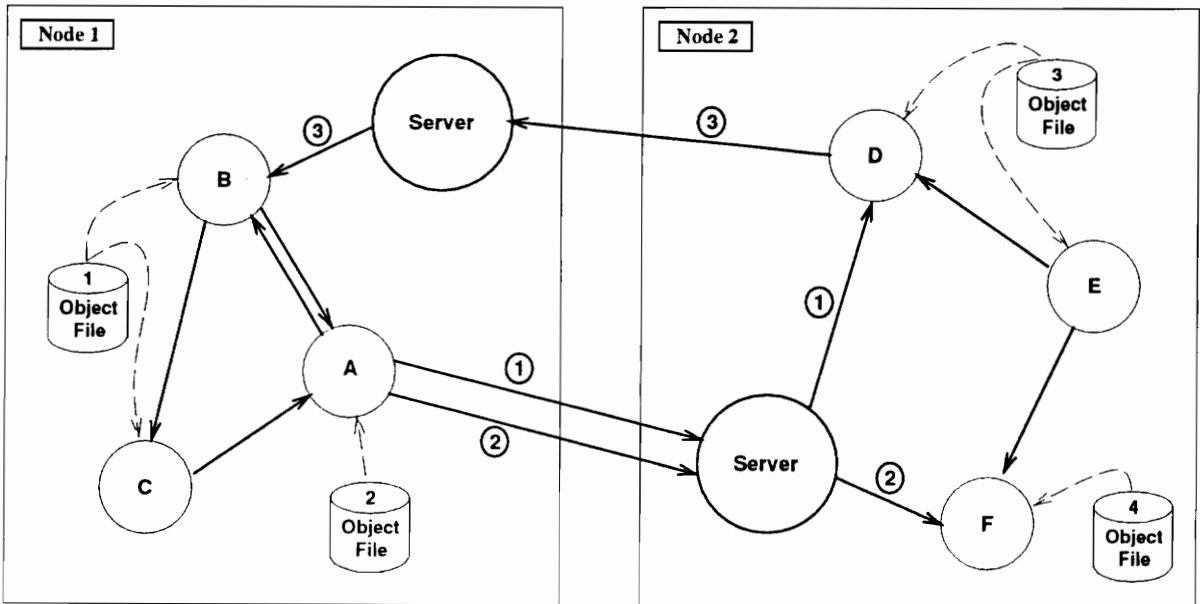 Node 1
Server
3
B
1
Object
File
A
C
2
Object
File
1
2
3
Node 2
3
Object
File
D
E
1
Server
2
F
4
Object
File